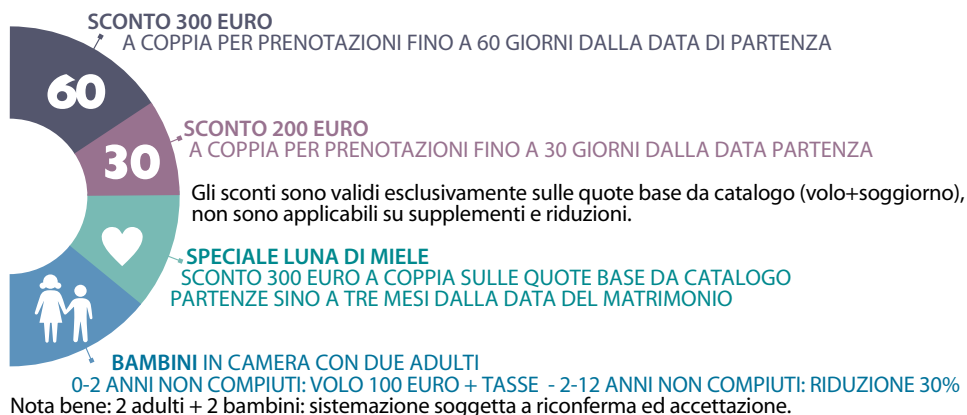 SCONTO 300 EURO
A COPPIA PER PRENOTAZIONI FINO A 60 GIORNI DALLA DATA DI PARTENZA
60
SCONTO 200 EURO
A COPPIA PER PRENOTAZIONI FINO A 30 GIORNI DALLA DATA PARTENZA
30
Gli sconti sono validi esclusivamente sulle quote base da catalogo (volo+soggiorno),
non sono applicabili su supplementi e riduzioni.
SPECIALE LUNA DI MIELE
SCONTO 300 EURO A COPPIA SULLE QUOTE BASE DA CATALOGO
PARTENZE SINO A TRE MESI DALLA DATA DEL MATRIMONIO
BAMBINI IN CAMERA CON DUE ADULTI
0-2 ANNI NON COMPIUTI: VOLO 100 EURO + TASSE - 2-12 ANNI NON COMPIUTI: RIDUZIONE 30%
Nota bene: 2 adulti + 2 bambini: sistemazione soggetta a riconferma ed accettazione.